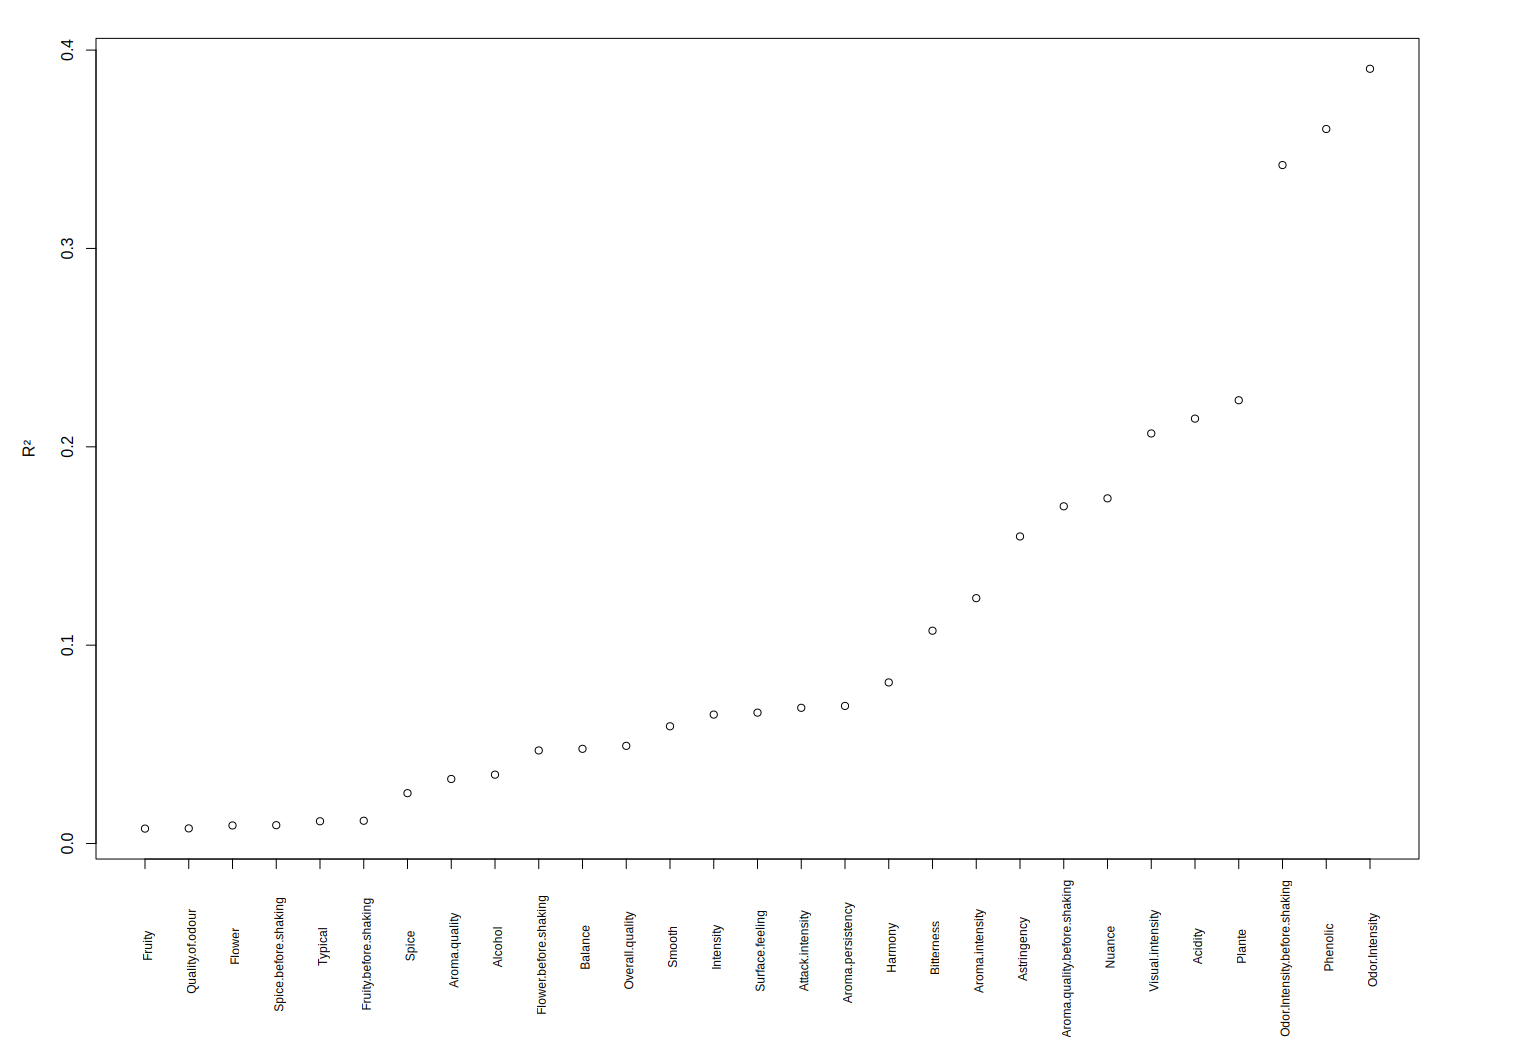 R²
0.4
0.3
0.2
0.1
0.0
Fruity
Quality.of.odour
Flower
Spice.before.shaking
Typical
Fruity.before.shaking
Spice
Aroma.quality
Alcohol
Flower.before.shaking
Balance
Overall.quality
Smooth
Intensity
Surface.feeling
Attack.intensity
Aroma.persistency
Harmony
Bitterness
Aroma.intensity
Astringency
Aroma.quality.before.shaking
Nuance
Visual.intensity
Acidity
Plante
Odor.Intensity.before.shaking
Phenolic
Odor.Intensity